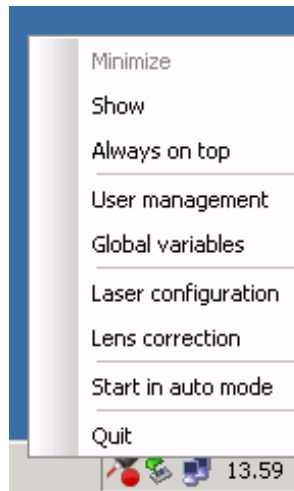 Minimize
Show
Always on top
User management
Global variables
Laser configuration
Lens correction
Start in auto mode
Quit
13.59